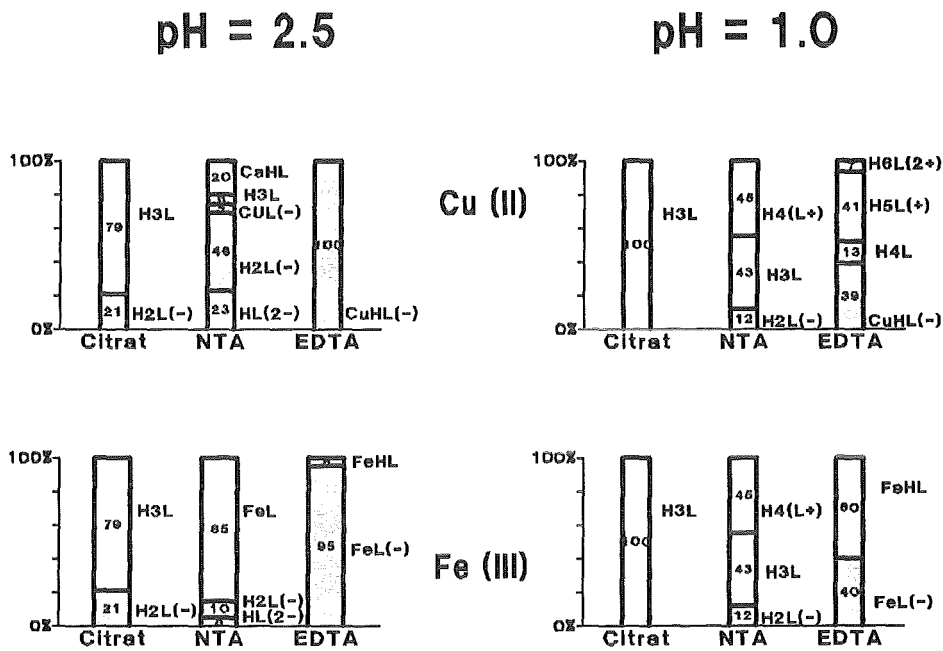 pH = 2.5
pH = 1.0
100%
0%
79
H3L
21
H2L(-)
20
CaHL
H3L
CUL(-)
H2L(-)
23
HL(2-)
100
CuHL(-)
Citrat
NTA
EDTA
Cu (II)
100%
0%
100
H3L
45
H4(L+)
43
H3L
12
H2L(-)
7
H6L(2+)
41
H5L(+)
13
H4L
39
CuHL(-)
Citrat
NTA
EDTA
100%
0%
79
H3L
21
H2L(-)
85
FeL
10
H2L(-)
HL(2-)
FeHL
95
FeL(-)
Citrat
NTA
EDTA
Fe (III)
100%
0%
100
H3L
45
H4(L+)
43
H3L
12
H2L(-)
60
FeHL
40
FeL(-)
Citrat
NTA
EDTA